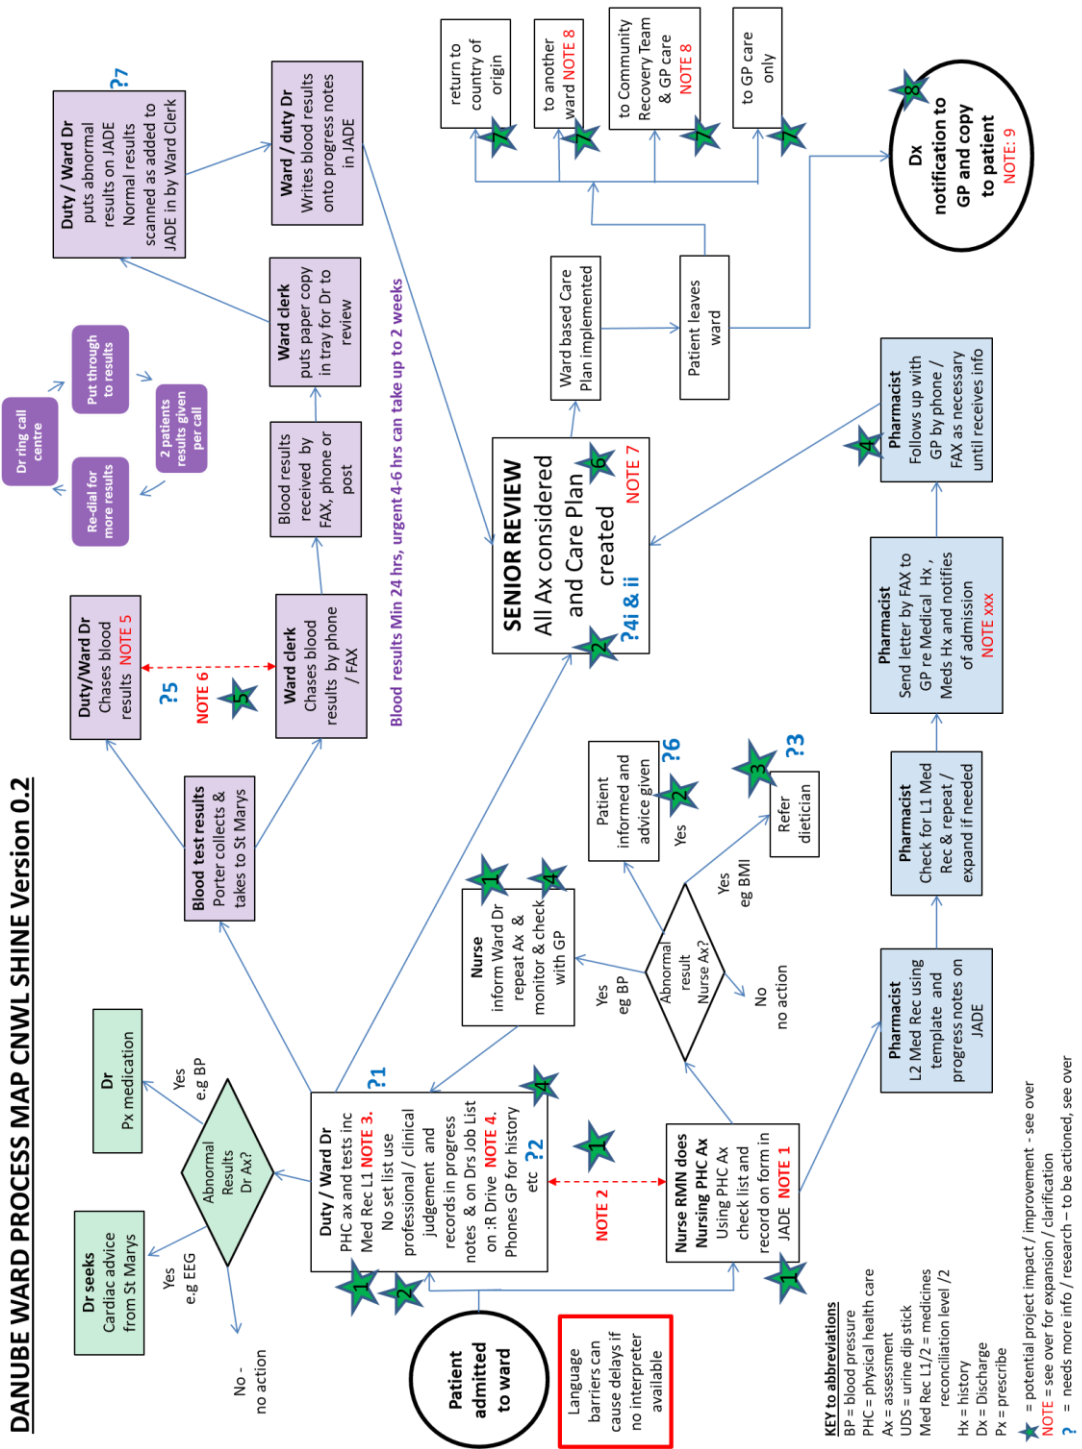 DANUBE WARD PROCESS MAP CNWL SHINE Version 0.2
Patient
admitted
to ward
Language
barriers can
cause delays if
no interpreter
available
Dr seeks
Cardiac advice
from St Marys
Yes
e.g EEG
Dr
Px medication
Yes
e.g BP
Abnormal
Results
Dr Ax?
No -
no action
Duty / Ward Dr
PHC ax and tests inc
Med Rec L1 NOTE 3.
No set list use
professional / clinical
judgement and
records in progress
notes & on Drs Job List
on :R Drive NOTE 4.
Phones GP for history
etc ?2
?1
1
2
4
NOTE 2
1
Nurse RMN does
Nursing PHC Ax
Using PHC Ax
check list and
record on form in
JADE NOTE 1
1
Nurse
inform Ward Dr
repeat Ax &
monitor & check
with GP
1
4
Yes
eg BP
Abnormal
result
Nurse Ax?
No
no action
Patient
informed and
advice given
?6
2
Yes
Yes
eg BMI
Refer
dietician
3
?3
Blood test results
Porter collects &
takes to St Marys
Duty/Ward Dr
Chases blood
results NOTE 5
?5
NOTE 6
5
Ward clerk
Chases blood
results by phone
/ FAX
Blood results
received by
FAX, phone or
post
Ward clerk
puts paper copy
in tray for Dr to
review
Duty / Ward Dr
puts abnormal
results on JADE
Normal results
scanned as added to
JADE in by Ward Clerk
?7
Ward / duty Dr
Writes blood results
onto progress notes
in JADE
Dr ring call
centre
Put through
to results
2 patients
results given
per call
Re-dial for
more results
Blood results Min 24 hrs, urgent 4-6 hrs can take up to 2 weeks
SENIOR REVIEW
All Ax considered
and Care Plan
created
6
NOTE 7
2
?4i & ii
Ward based Care
Plan implemented
Patient leaves
ward
return to
country of
origin
7
to another
ward NOTE 8
7
to Community
Recovery Team
& GP care
NOTE 8
7
to GP care
only
7
Dx
notification to
GP and copy
to patient
NOTE: 9
8
Pharmacist
L2 Med Rec using
template and
progress notes on
JADE
Pharmacist
Check for L1 Med
Rec & repeat /
expand if needed
Pharmacist
Send letter by FAX to
GP re Medical Hx ,
Meds Hx and notifies
of admission
NOTE xxx
4
Pharmacist
Follows up with
GP by phone /
FAX as necessary
until receives info
KEY to abbreviations
BP = blood pressure
PHC = physical health care
Ax = assessment
UDS = urine dip stick
Med Rec L1/2 = medicines
reconciliation level /2
Hx = history
Dx = Discharge
Px = prescribe
= potential project impact / improvement - see over
NOTE = see over for expansion / clarification
? = needs more info / research – to be actioned, see over